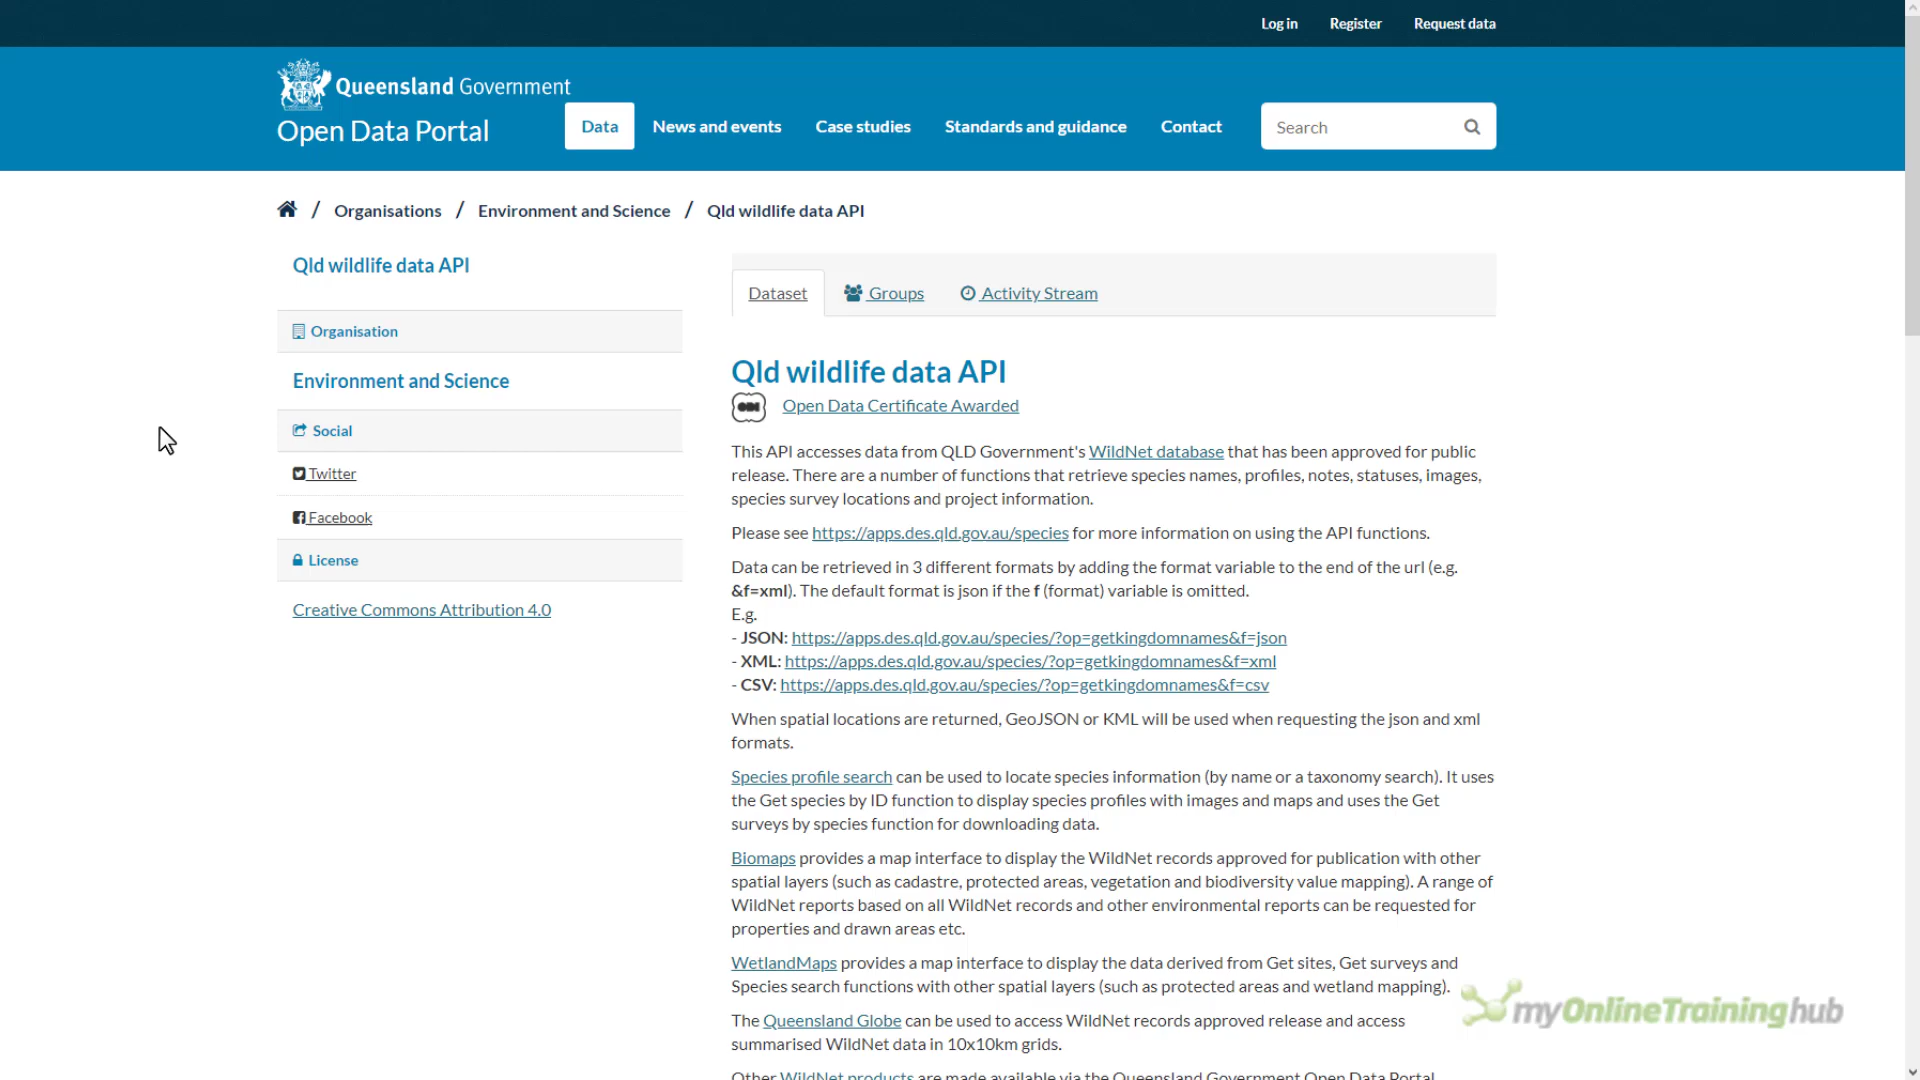 Log in Register Request data
Queensland Government
Open Data Portal
Data News and events Case studies Standards and guidance Contact Search
/ Organisations / Environment and Science / Qld wildlife data API
Qld wildlife data API
Organisation
Environment and Science
Social
Twitter
Facebook
License
Creative Commons Attribution 4.0
Dataset Groups Activity Stream
Qld wildlife data API
Open Data Certificate Awarded
This API accesses data from QLD Government's WildNet database that has been approved for public
release. There are a number of functions that retrieve species names, profiles, notes, statuses, images,
species survey locations and project information.
Please see https://apps.des.qld.gov.au/species for more information on using the API functions.
Data can be retrieved in 3 different formats by adding the format variable to the end of the url (e.g.
&f=xml). The default format is json if the f (format) variable is omitted.
E.g.
- JSON: https://apps.des.qld.gov.au/species/?op=getkingdomnames&f=json
- XML: https://apps.des.qld.gov.au/species/?op=getkingdomnames&f=xml
- CSV: https://apps.des.qld.gov.au/species/?op=getkingdomnames&f=csv
When spatial locations are returned, GeoJSON or KML will be used when requesting the json and xml
formats.
Species profile search can be used to locate species information (by name or a taxonomy search). It uses
the Get species by ID function to display species profiles with images and maps and uses the Get
surveys by species function for downloading data.
Biomaps provides a map interface to display the WildNet records approved for publication with other
spatial layers (such as cadastre, protected areas, vegetation and biodiversity value mapping). A range of
WildNet reports based on all WildNet records and other environmental reports can be requested for
properties and drawn areas etc.
WetlandMaps provides a map interface to display the data derived from Get sites, Get surveys and
Species search functions with other spatial layers (such as protected areas and wetland mapping).
The Queensland Globe can be used to access WildNet records approved release and access
summarised WildNet data in 10x10km grids.
Other WildNet products are made available via the Queensland Government Open Data Portal
myOnlineTraininghub